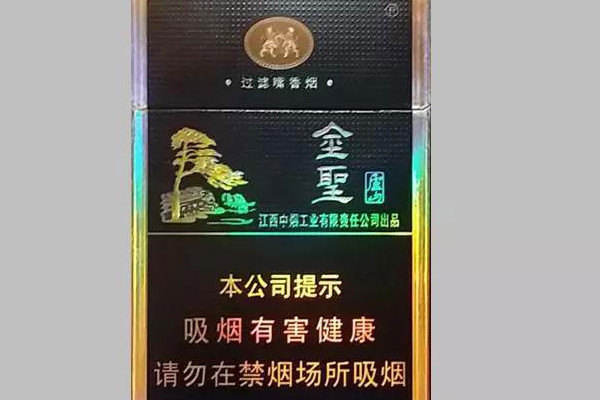 ®
·过滤嘴香烟·
金聖
庐山
江西中烟工业有限责任公司出品
本公司提示
吸烟有害健康
请勿在禁烟场所吸烟